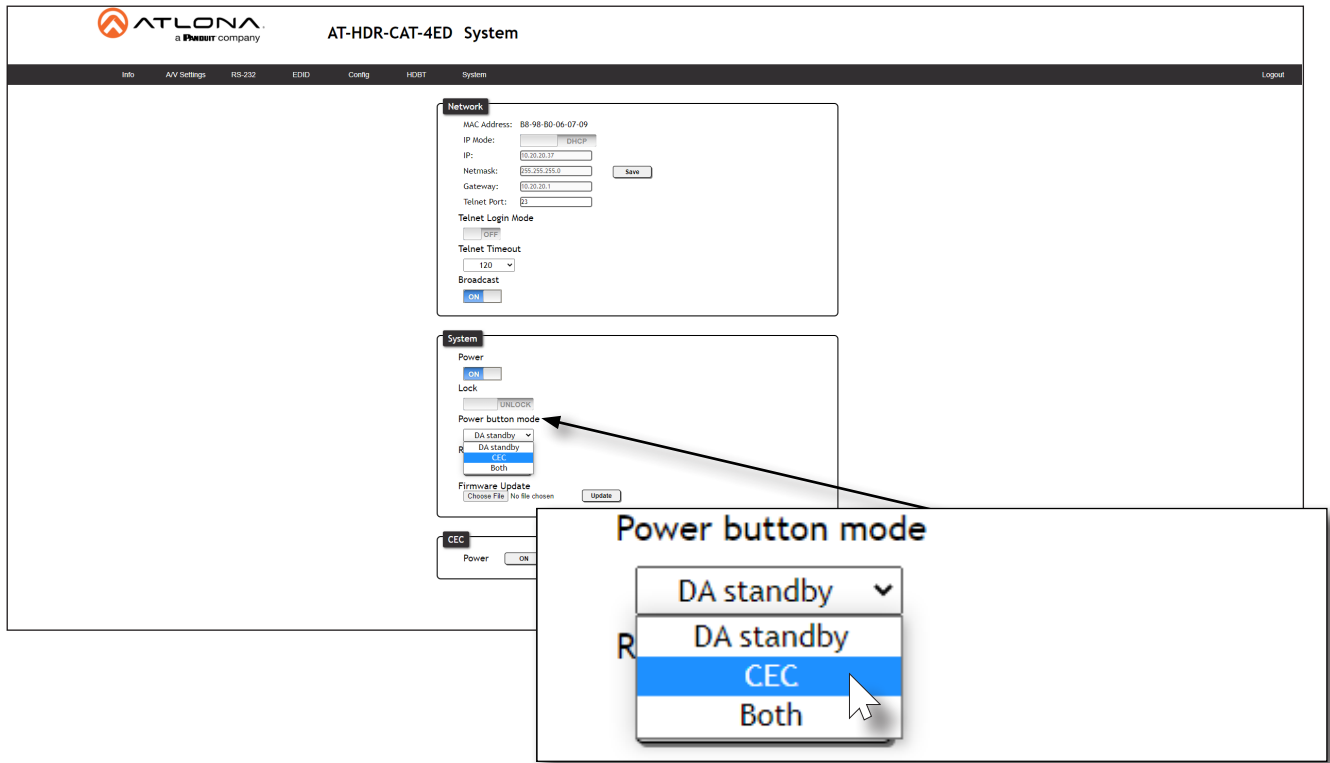 ATLONA.
a PANDUIT company
AT-HDR-CAT-4ED System
Info A/V Settings RS-232 EDID Config HDBT System Logout
Network
MAC Address: B8-98-B0-06-07-09
IP Mode: DHCP
IP: 10.20.20.37
Netmask: 255.255.255.0 Save
Gateway: 10.20.20.1
Telnet Port: 23
Telnet Login Mode
OFF
Telnet Timeout
120
Broadcast
ON
System
Power
ON
Lock
UNLOCK
Power button mode
DA standby
DA standby
R
CEC
Both
Firmware Update
Choose File No file chosen Update
CEC
Power ON
Power button mode
DA standby
R DA standby
CEC
Both